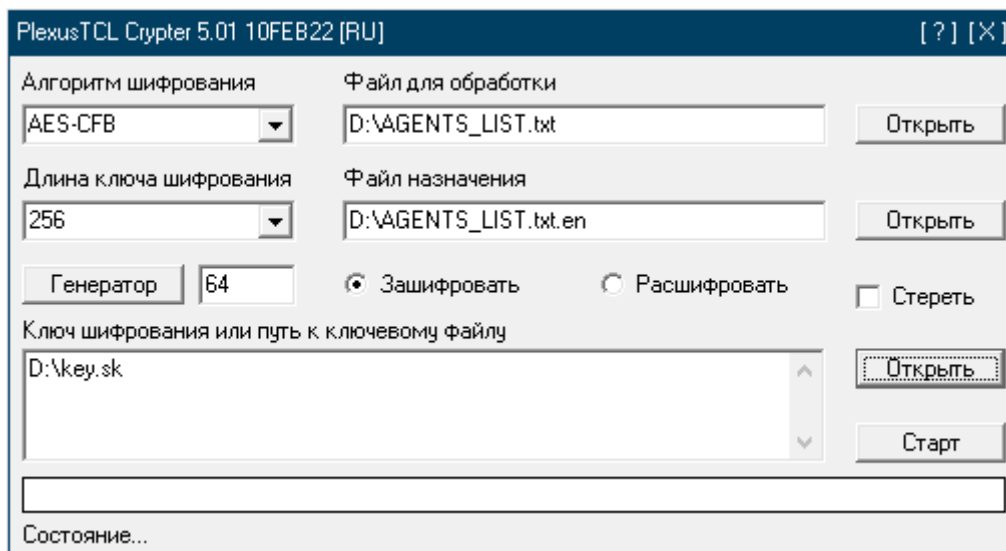 PlexusTCL Crypter 5.01 10FEB22 [RU] [ ? ] [X]
Алгоритм шифрования Файл для обработки
AES-CFB D:\AGENTS_LIST.txt Открыть
Длина ключа шифрования Файл назначения
256 D:\AGENTS_LIST.txt.en Открыть
Генератор 64 Зашифровать Расшифровать Стереть
Ключ шифрования или путь к ключевому файлу
D:\key.sk Открыть
Старт
Состояние...